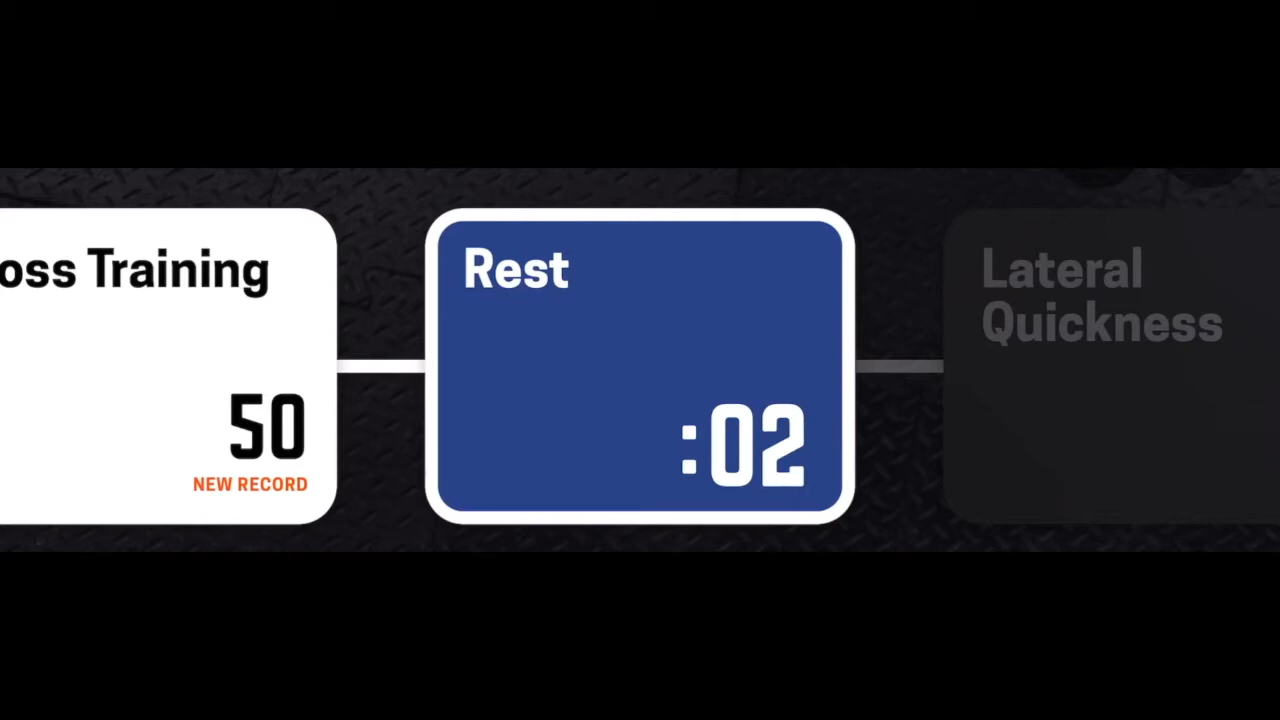 oss Training
50
NEW RECORD
Rest
:02
Lateral
Quickness